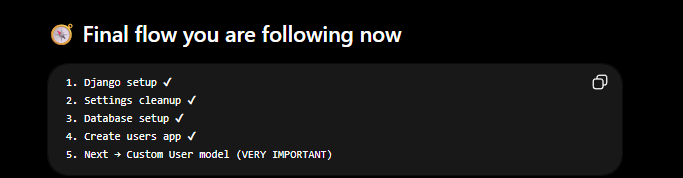 Final flow you are following now
1. Django setup ✔
2. Settings cleanup ✔
3. Database setup ✔
4. Create users app ✔
5. Next → Custom User model (VERY IMPORTANT)